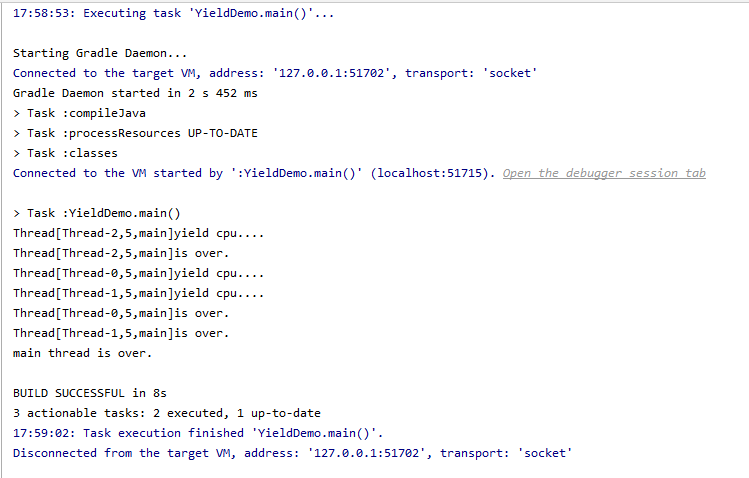 17:58:53: Executing task 'YieldDemo.main()'...
Starting Gradle Daemon...
Connected to the target VM, address: '127.0.0.1:51702', transport: 'socket'
Gradle Daemon started in 2 s 452 ms
> Task :compileJava
> Task :processResources UP-TO-DATE
> Task :classes
Connected to the VM started by ':YieldDemo.main()' (localhost:51715). Open the debugger session tab
> Task :YieldDemo.main()
Thread[Thread-2,5,main]yield cpu....
Thread[Thread-2,5,main]is over.
Thread[Thread-0,5,main]yield cpu....
Thread[Thread-1,5,main]yield cpu....
Thread[Thread-0,5,main]is over.
Thread[Thread-1,5,main]is over.
main thread is over.
BUILD SUCCESSFUL in 8s
3 actionable tasks: 2 executed, 1 up-to-date
17:59:02: Task execution finished 'YieldDemo.main()'.
Disconnected from the target VM, address: '127.0.0.1:51702', transport: 'socket'